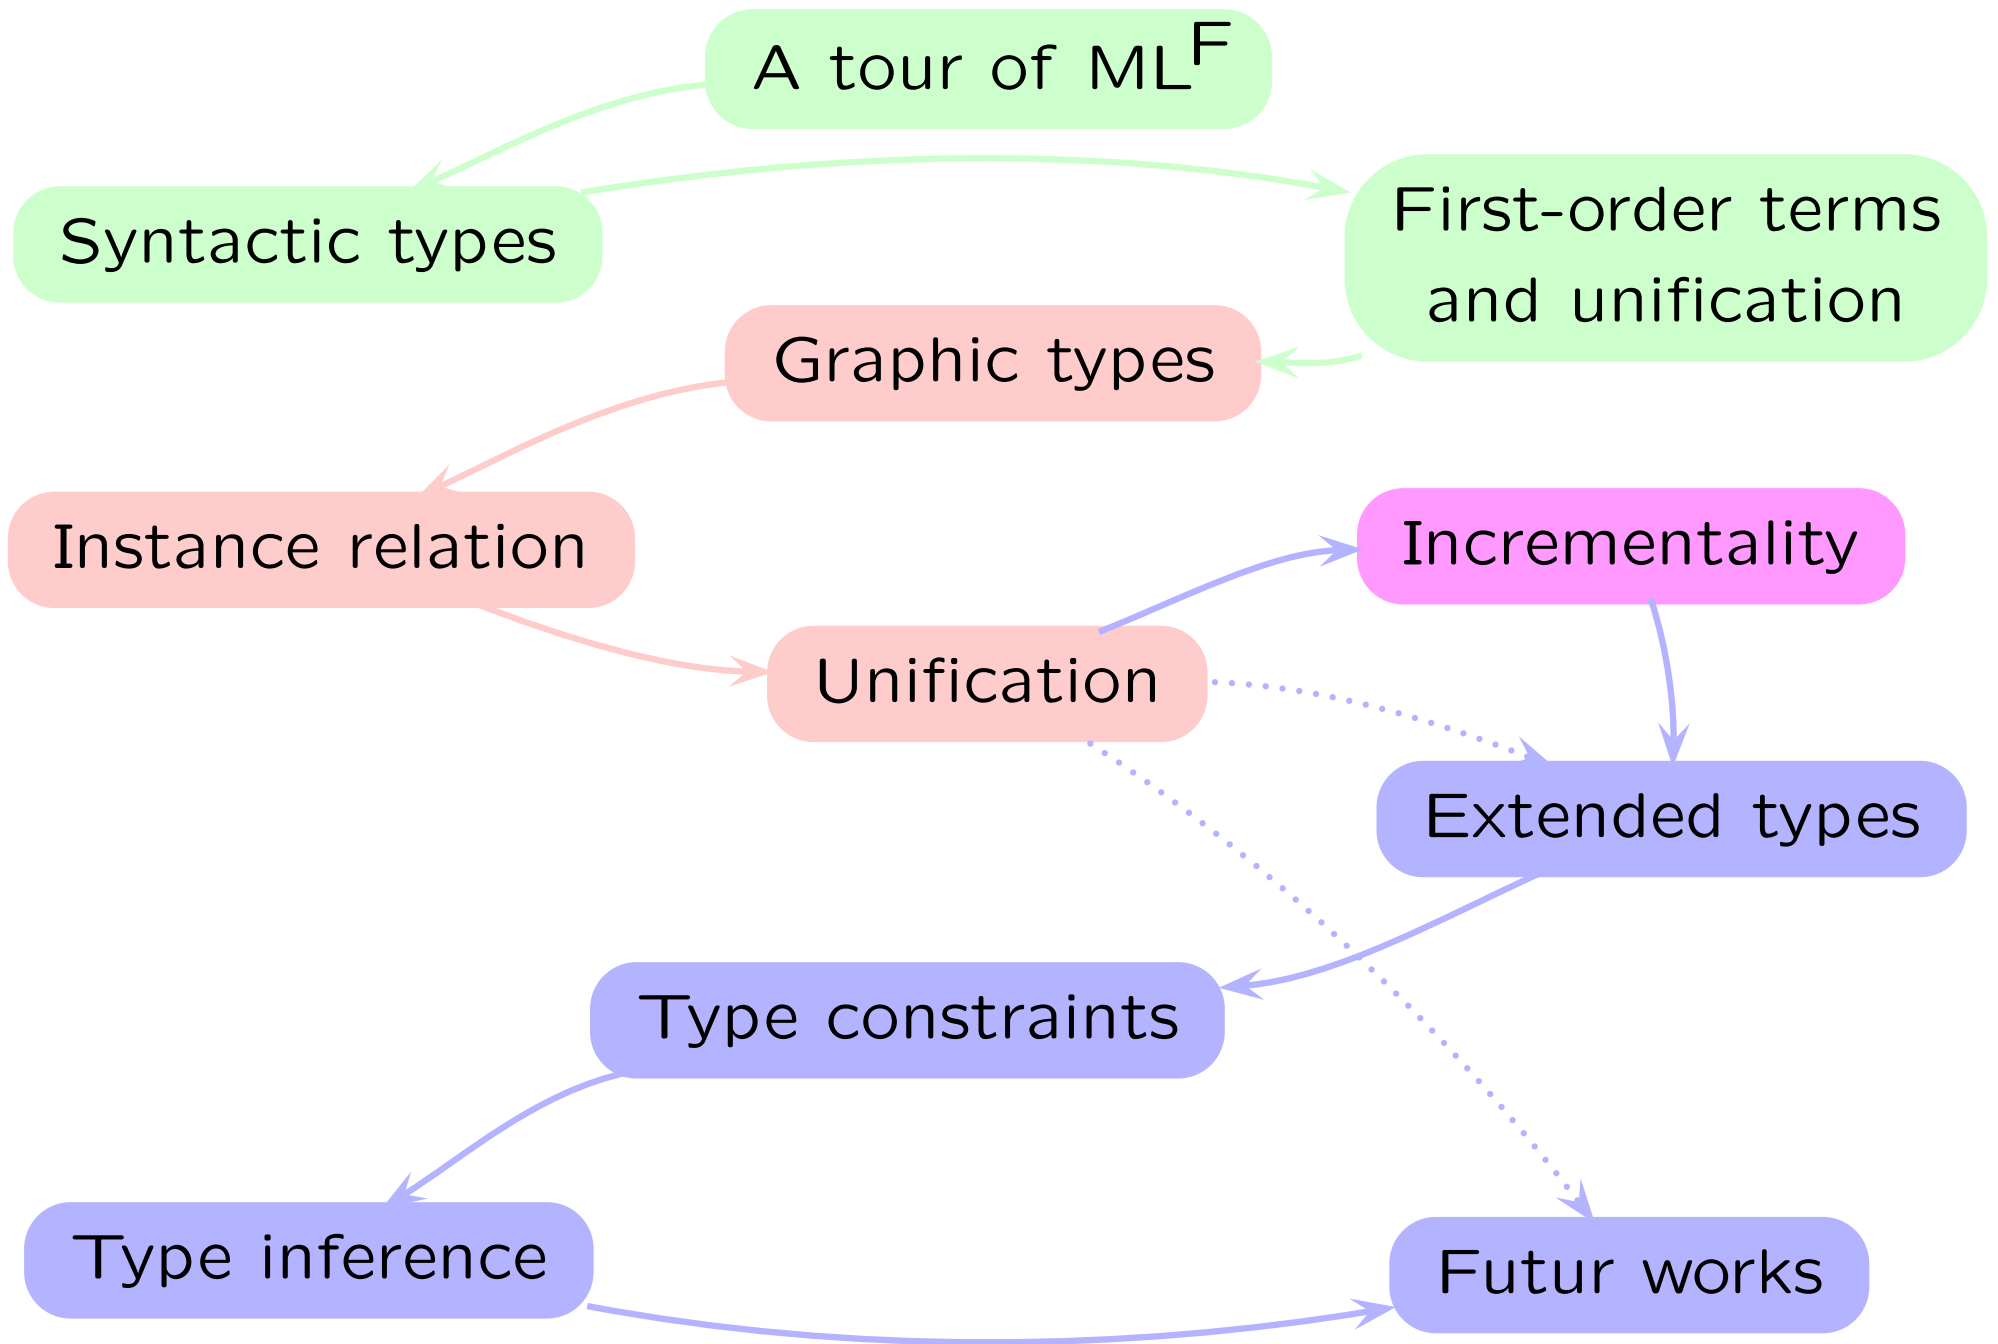 A tour of ML^F
Syntactic types
First-order terms
and unification
Graphic types
Instance relation
Incrementality
Unification
Extended types
Type constraints
Type inference
Futur works